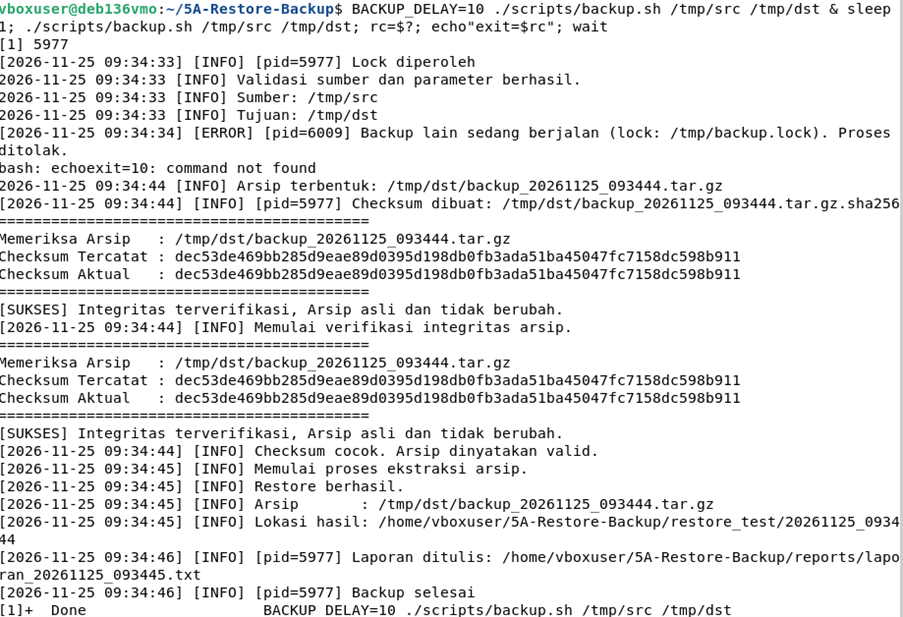 vboxuser@deb136vmo:~/5A-Restore-Backup$ BACKUP_DELAY=10 ./scripts/backup.sh /tmp/src /tmp/dst & sleep
1; ./scripts/backup.sh /tmp/src /tmp/dst; rc=$?; echo"exit=$rc"; wait
[1] 5977
[2026-11-25 09:34:33] [INFO] [pid=5977] Lock diperoleh
2026-11-25 09:34:33 [INFO] Validasi sumber dan parameter berhasil.
2026-11-25 09:34:33 [INFO] Sumber: /tmp/src
2026-11-25 09:34:33 [INFO] Tujuan: /tmp/dst
[2026-11-25 09:34:34] [ERROR] [pid=6009] Backup lain sedang berjalan (lock: /tmp/backup.lock). Proses
ditolak.
bash: echoexit=10: command not found
2026-11-25 09:34:44 [INFO] Arsip terbentuk: /tmp/dst/backup_20261125_093444.tar.gz
[2026-11-25 09:34:44] [INFO] [pid=5977] Checksum dibuat: /tmp/dst/backup_20261125_093444.tar.gz.sha256
==========================================
Memeriksa Arsip   : /tmp/dst/backup_20261125_093444.tar.gz
Checksum Tercatat : dec53de469bb285d9eae89d0395d198db0fb3ada51ba45047fc7158dc598b911
Checksum Aktual   : dec53de469bb285d9eae89d0395d198db0fb3ada51ba45047fc7158dc598b911
==========================================
[SUKSES] Integritas terverifikasi, Arsip asli dan tidak berubah.
[2026-11-25 09:34:44] [INFO] Memulai verifikasi integritas arsip.
==========================================
Memeriksa Arsip   : /tmp/dst/backup_20261125_093444.tar.gz
Checksum Tercatat : dec53de469bb285d9eae89d0395d198db0fb3ada51ba45047fc7158dc598b911
Checksum Aktual   : dec53de469bb285d9eae89d0395d198db0fb3ada51ba45047fc7158dc598b911
==========================================
[SUKSES] Integritas terverifikasi, Arsip asli dan tidak berubah.
[2026-11-25 09:34:44] [INFO] Checksum cocok. Arsip dinyatakan valid.
[2026-11-25 09:34:45] [INFO] Memulai proses ekstraksi arsip.
[2026-11-25 09:34:45] [INFO] Restore berhasil.
[2026-11-25 09:34:45] [INFO] Arsip       : /tmp/dst/backup_20261125_093444.tar.gz
[2026-11-25 09:34:45] [INFO] Lokasi hasil: /home/vboxuser/5A-Restore-Backup/restore_test/20261125_0934
44
[2026-11-25 09:34:46] [INFO] [pid=5977] Laporan ditulis: /home/vboxuser/5A-Restore-Backup/reports/lapo
ran_20261125_093445.txt
[2026-11-25 09:34:46] [INFO] [pid=5977] Backup selesai
[1]+  Done                    BACKUP_DELAY=10 ./scripts/backup.sh /tmp/src /tmp/dst